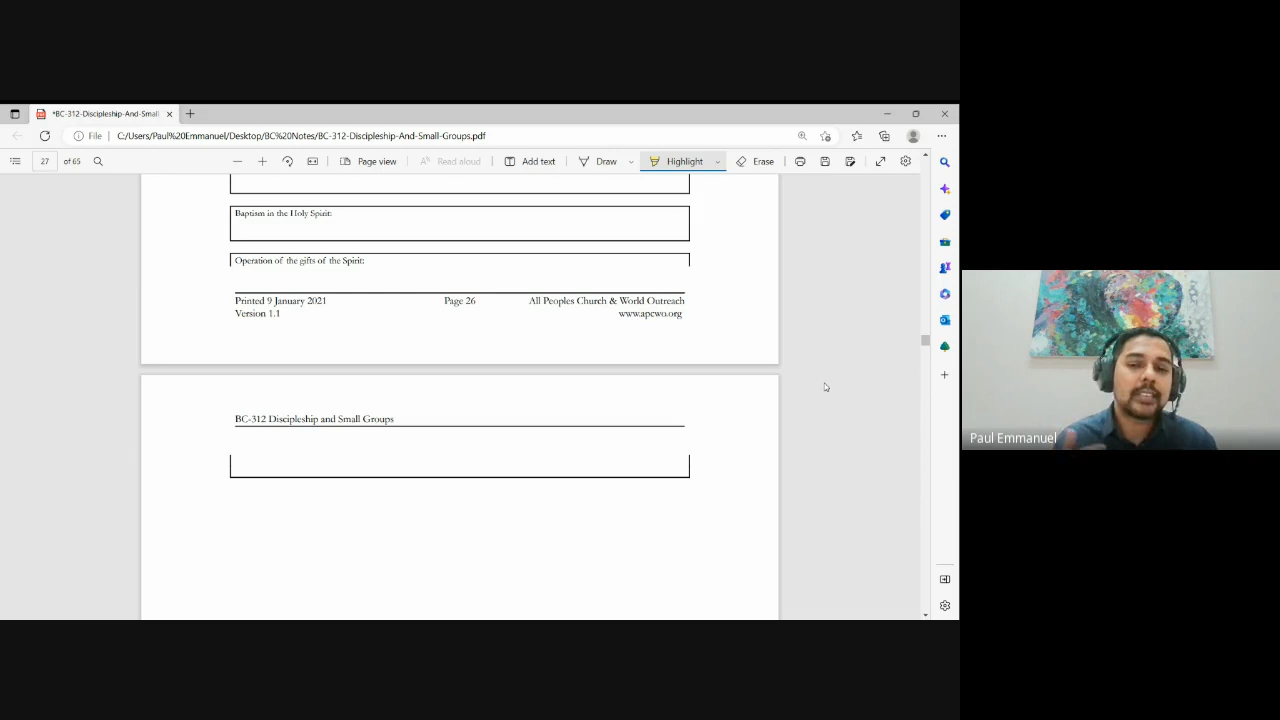 *BC-312-Discipleship-And-Small
File
C:/Users/Paul%20Emmanuel/Desktop/BC%20Notes/BC-312-Discipleship-And-Small-Groups.pdf
27 of 65
Page view
Read aloud
Add text
Draw
Highlight
Erase
Baptism in the Holy Spirit:
Operation of the gifts of the Spirit:
Printed 9 January 2021 Page 26 All Peoples Church & World Outreach
Version 1.1 www.apcwo.org
BC-312 Discipleship and Small Groups
Paul Emmanuel